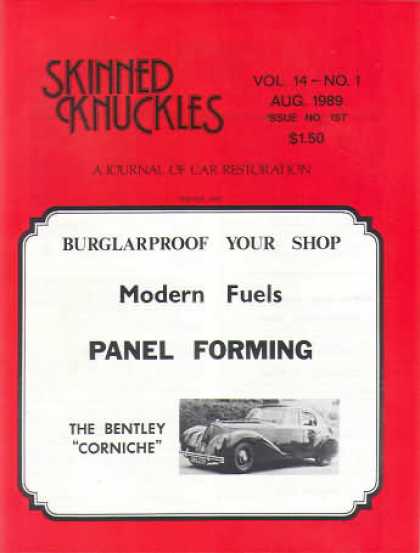 SKINNED
KNUCKLES
VOL. 14 – NO. 1
AUG. 1989
ISSUE NO. 157
$1.50
A JOURNAL OF CAR RESTORATION
BURGLARPROOF YOUR SHOP
Modern Fuels
PANEL FORMING
THE BENTLEY
"CORNICHE"